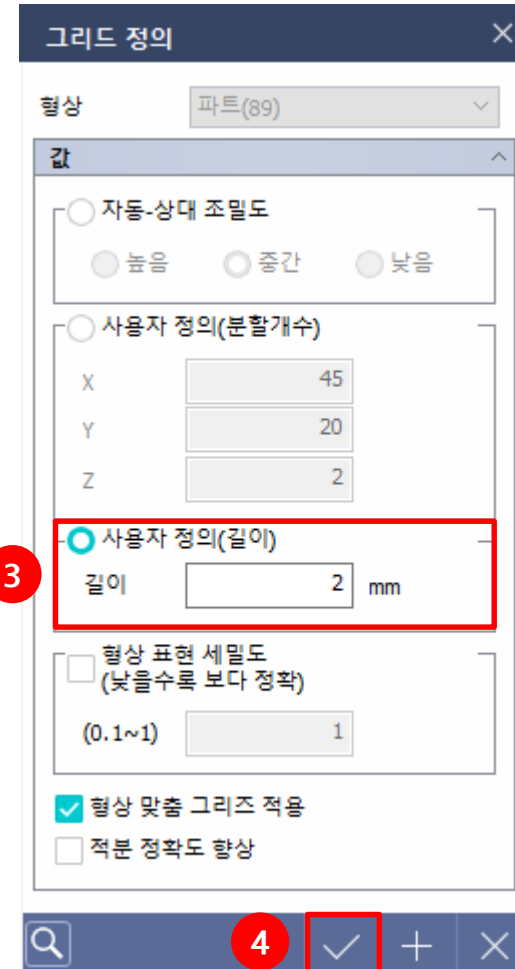 그리드 정의
형상 파트(89)
값
자동-상대 조밀도
높음 중간 낮음
사용자 정의(분할개수)
X 45
Y 20
Z 2
사용자 정의(길이)
3
길이 2 mm
형상 표현 세밀도
(낮을수록 보다 정확)
(0.1~1) 1
형상 맞춤 그리즈 적용
적분 정확도 향상
4